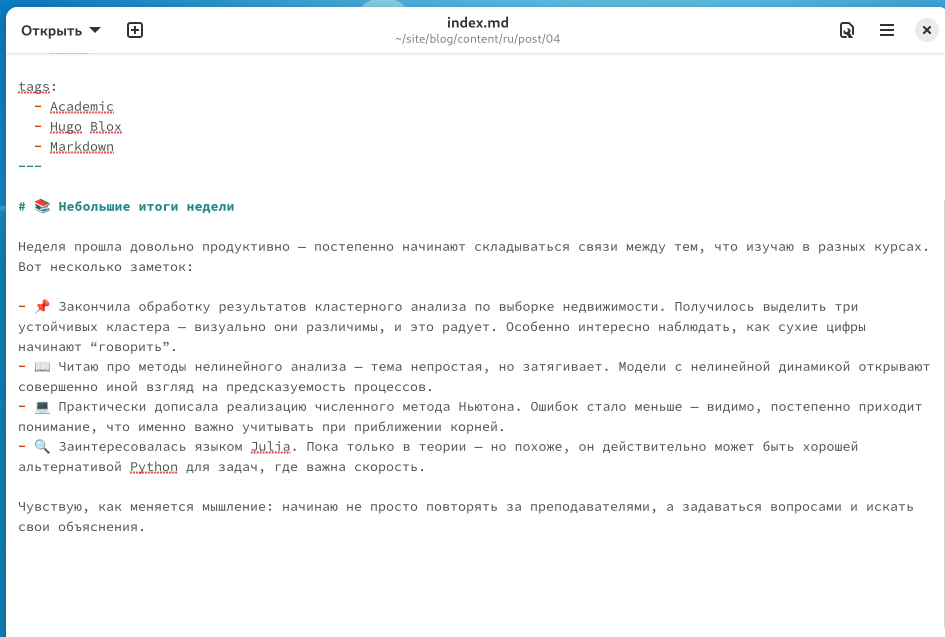 Открыть
index.md
~/site/blog/content/ru/post/04
tags:
- Academic
- Hugo Blox
- Markdown
---
# 📚 Небольшие итоги недели
Неделя прошла довольно продуктивно — постепенно начинают складываться связи между тем, что изучаю в разных курсах.
Вот несколько заметок:
- 📌 Закончила обработку результатов кластерного анализа по выборке недвижимости. Получилось выделить три
устойчивых кластера — визуально они различимы, и это радует. Особенно интересно наблюдать, как сухие цифры
начинают “говорить”.
- 📖 Читаю про методы нелинейного анализа — тема непростая, но затягивает. Модели с нелинейной динамикой открывают
совершенно иной взгляд на предсказуемость процессов.
- 💻 Практически дописала реализацию численного метода Ньютона. Ошибок стало меньше — видимо, постепенно приходит
понимание, что именно важно учитывать при приближении корней.
- 🔍 Заинтересовалась языком Julia. Пока только в теории — но похоже, он действительно может быть хорошей
альтернативой Python для задач, где важна скорость.
Чувствую, как меняется мышление: начинаю не просто повторять за преподавателями, а задаваться вопросами и искать
свои объяснения.